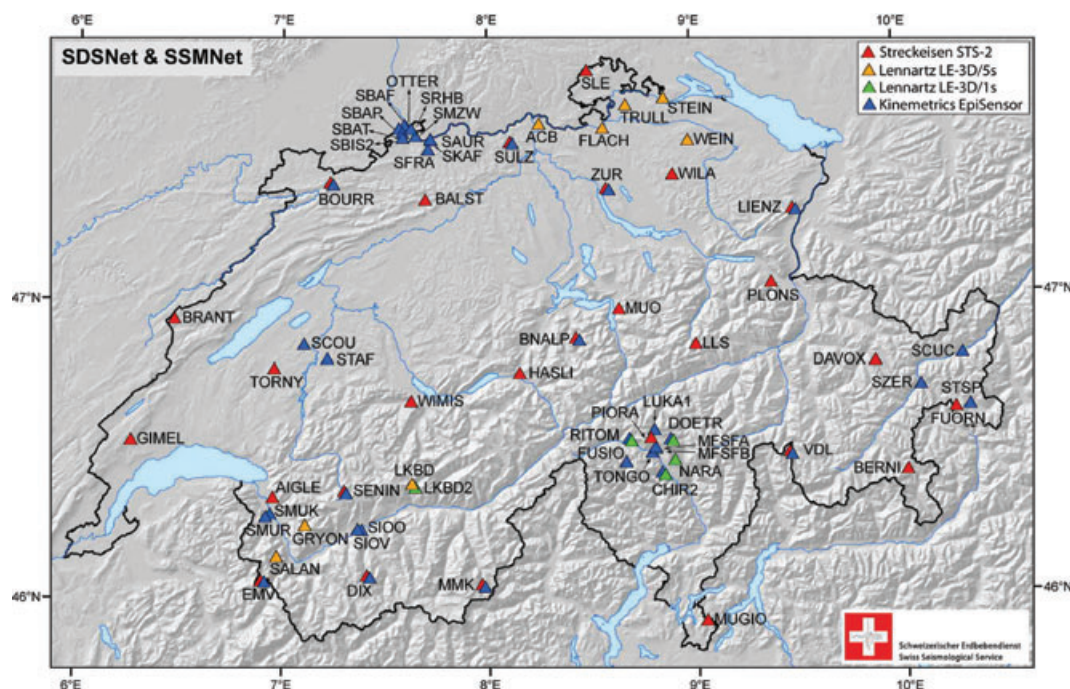 6°E 7°E 8°E 9°E 10°E
SDSNet & SSMNet
Streckeisen STS-2
Lennartz LE-3D/5s
Lennartz LE-3D/1s
Kinemetrics EpiSensor
OTTER
SLE
SBAF
SRHB
STEIN
SBAP
SMZW
TRULL
SBAT
SAUR
ACB
FLACH
WEIN
SBIS2
SKAF
SFRA
SULZ
ZUR
WILA
BOURR
BALST
LIENZ
47°N
47°N
PLONS
BRANT
MUO
SCOU
BNALP
LLS
SCUC
STAF
DAVOX
TORNY
HASLI
SZER
STSP
WIMIS
LUKA1
FUORN
PIORA
DOETR
GIMEL
RITOM
MFSFA
FUSIO
MFSFB
VDL
LKBD
TONGO
NARA
BERNI
AIGLE
SENIN
LKBD2
CHIR2
SMUK
SMUR
GRYON
SIOO
SIOV
SALAN
EMV
DIX
MMK
46°N
46°N
MUGIO
Schweizerischer Erdbebendienst
Swiss Seismological Service
6°E 7°E 8°E 9°E 10°E